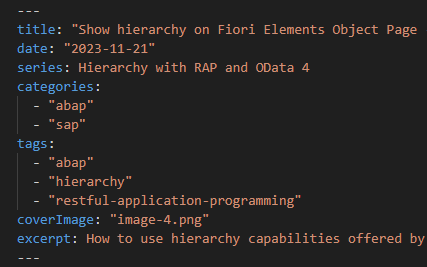 ---
title: "Show hierarchy on Fiori Elements Object Page
date: "2023-11-21"
series: Hierarchy with RAP and OData 4
categories:
  - "abap"
  - "sap"
tags:
  - "abap"
  - "hierarchy"
  - "restful-application-programming"
coverImage: "image-4.png"
excerpt: How to use hierarchy capabilities offered by
---